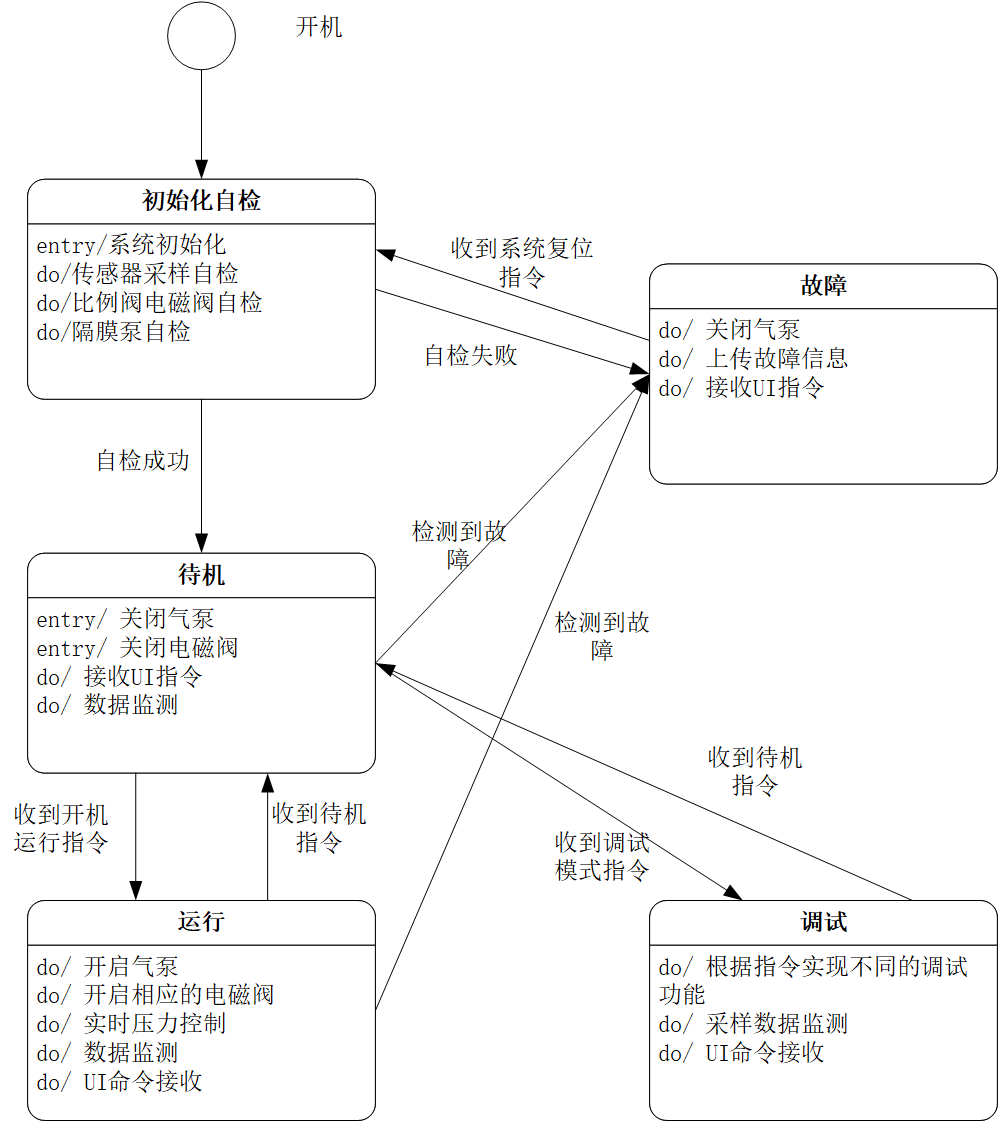 开机
初始化自检
entry/系统初始化
do/传感器采样自检
do/比例阀电磁阀自检
do/隔膜泵自检
收到系统复位
指令
故障
do/ 关闭气泵
do/ 上传故障信息
do/ 接收UI指令
自检失败
自检成功
检测到故
障
待机
entry/ 关闭气泵
entry/ 关闭电磁阀
do/ 接收UI指令
do/ 数据监测
检测到故
障
收到待机
指令
收到开机
运行指令
收到待机
指令
收到调试
模式指令
运行
do/ 开启气泵
do/ 开启相应的电磁阀
do/ 实时压力控制
do/ 数据监测
do/ UI命令接收
调试
do/ 根据指令实现不同的调试
功能
do/ 采样数据监测
do/ UI命令接收